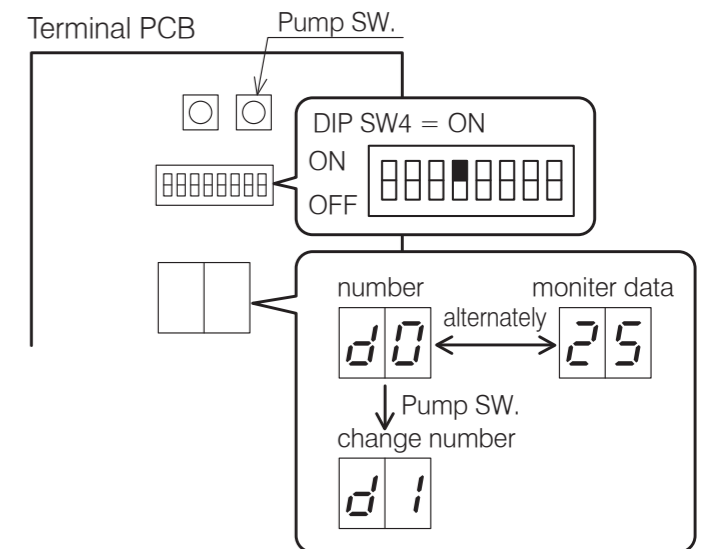 Terminal PCB
Pump SW.
DIP SW4 = ON
ON
OFF
number
moniter data
d0
alternately
25
Pump SW.
change number
d1